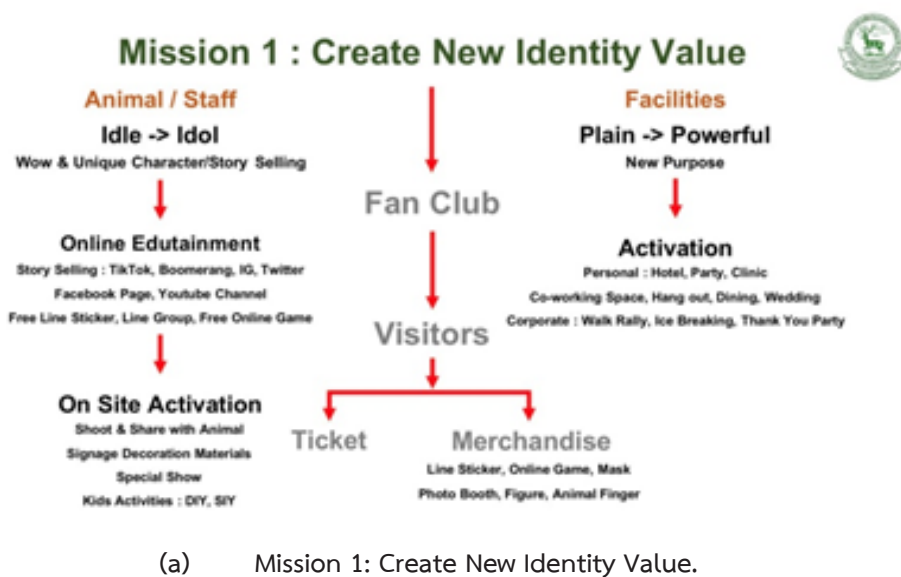 Mission 1 : Create New Identity Value
Animal / Staff
Idle -> Idol
Wow & Unique Character/Story Selling
Online Edutainment
Story Selling : TikTok, Boomerang, IG, Twitter
Facebook Page, Youtube Channel
Free Line Sticker, Line Group, Free Online Game
On Site Activation
Shoot & Share with Animal
Signage Decoration Materials
Special Show
Kids Activities : DIY, SIY
Fan Club
Visitors
Ticket
Merchandise
Line Sticker, Online Game, Mask
Photo Booth, Figure, Animal Finger
Facilities
Plain -> Powerful
New Purpose
Activation
Personal : Hotel, Party, Clinic
Co-working Space, Hang out, Dining, Wedding
Corporate : Walk Rally, Ice Breaking, Thank You Party
(a) Mission 1: Create New Identity Value.